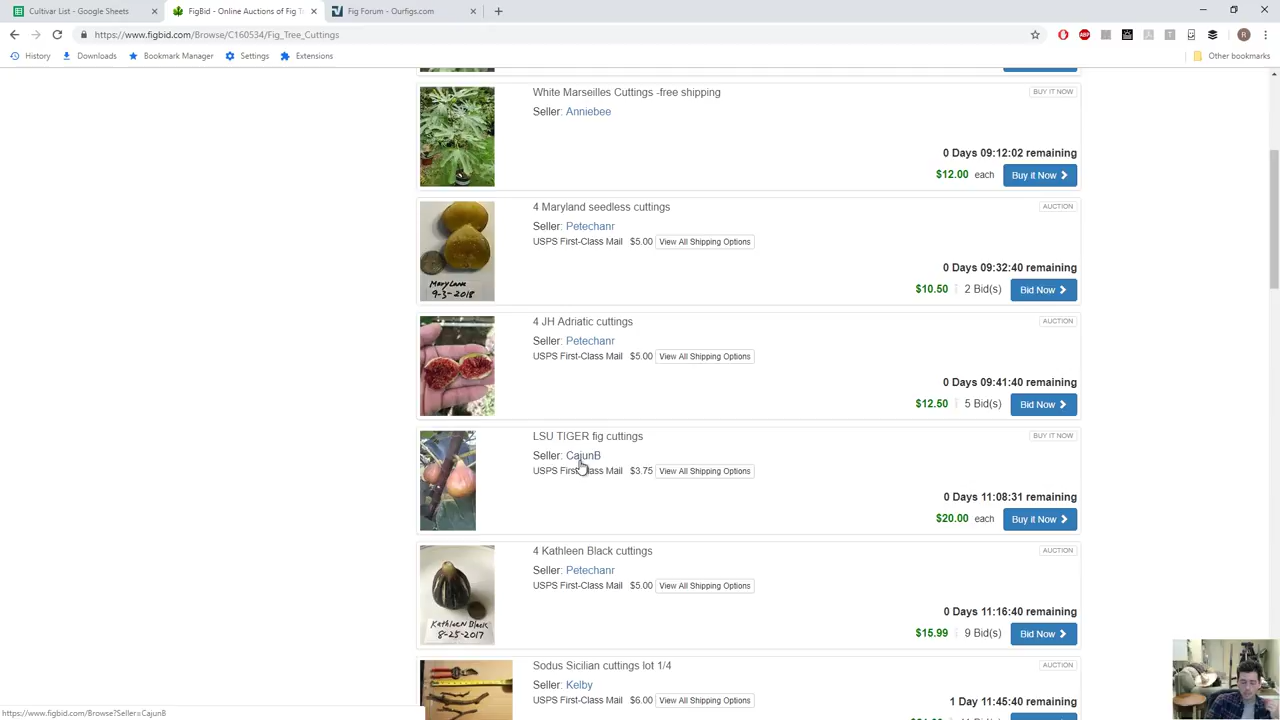 Cultivar List - Google Sheets
FigBid - Online Auctions of Fig T
Fig Forum - Ourfigs.com
https://www.figbid.com/Browse/C160534/Fig_Tree_Cuttings
History
Downloads
Bookmark Manager
Settings
Extensions
Other bookmarks
White Marseilles Cuttings -free shipping
BUY IT NOW
Seller: Anniebee
0 Days 09:12:02 remaining
$12.00 each Buy it Now
4 Maryland seedless cuttings
AUCTION
Seller: Petechanr
USPS First-Class Mail $5.00 View All Shipping Options
0 Days 09:32:40 remaining
$10.50 2 Bid(s) Bid Now
9-3-2018
4 JH Adriatic cuttings
AUCTION
Seller: Petechanr
USPS First-Class Mail $5.00 View All Shipping Options
0 Days 09:41:40 remaining
$12.50 5 Bid(s) Bid Now
LSU TIGER fig cuttings
BUY IT NOW
Seller: CajunB
USPS First-Class Mail $3.75 View All Shipping Options
0 Days 11:08:31 remaining
$20.00 each Buy it Now
4 Kathleen Black cuttings
AUCTION
Seller: Petechanr
USPS First-Class Mail $5.00 View All Shipping Options
0 Days 11:16:40 remaining
$15.99 9 Bid(s) Bid Now
Kathleen Black
8-25-2017
Sodus Sicilian cuttings lot 1/4
AUCTION
Seller: Kelby
USPS First-Class Mail $6.00 View All Shipping Options
1 Day 11:45:40 remaining
https://www.figbid.com/Browse?Seller=CajunB